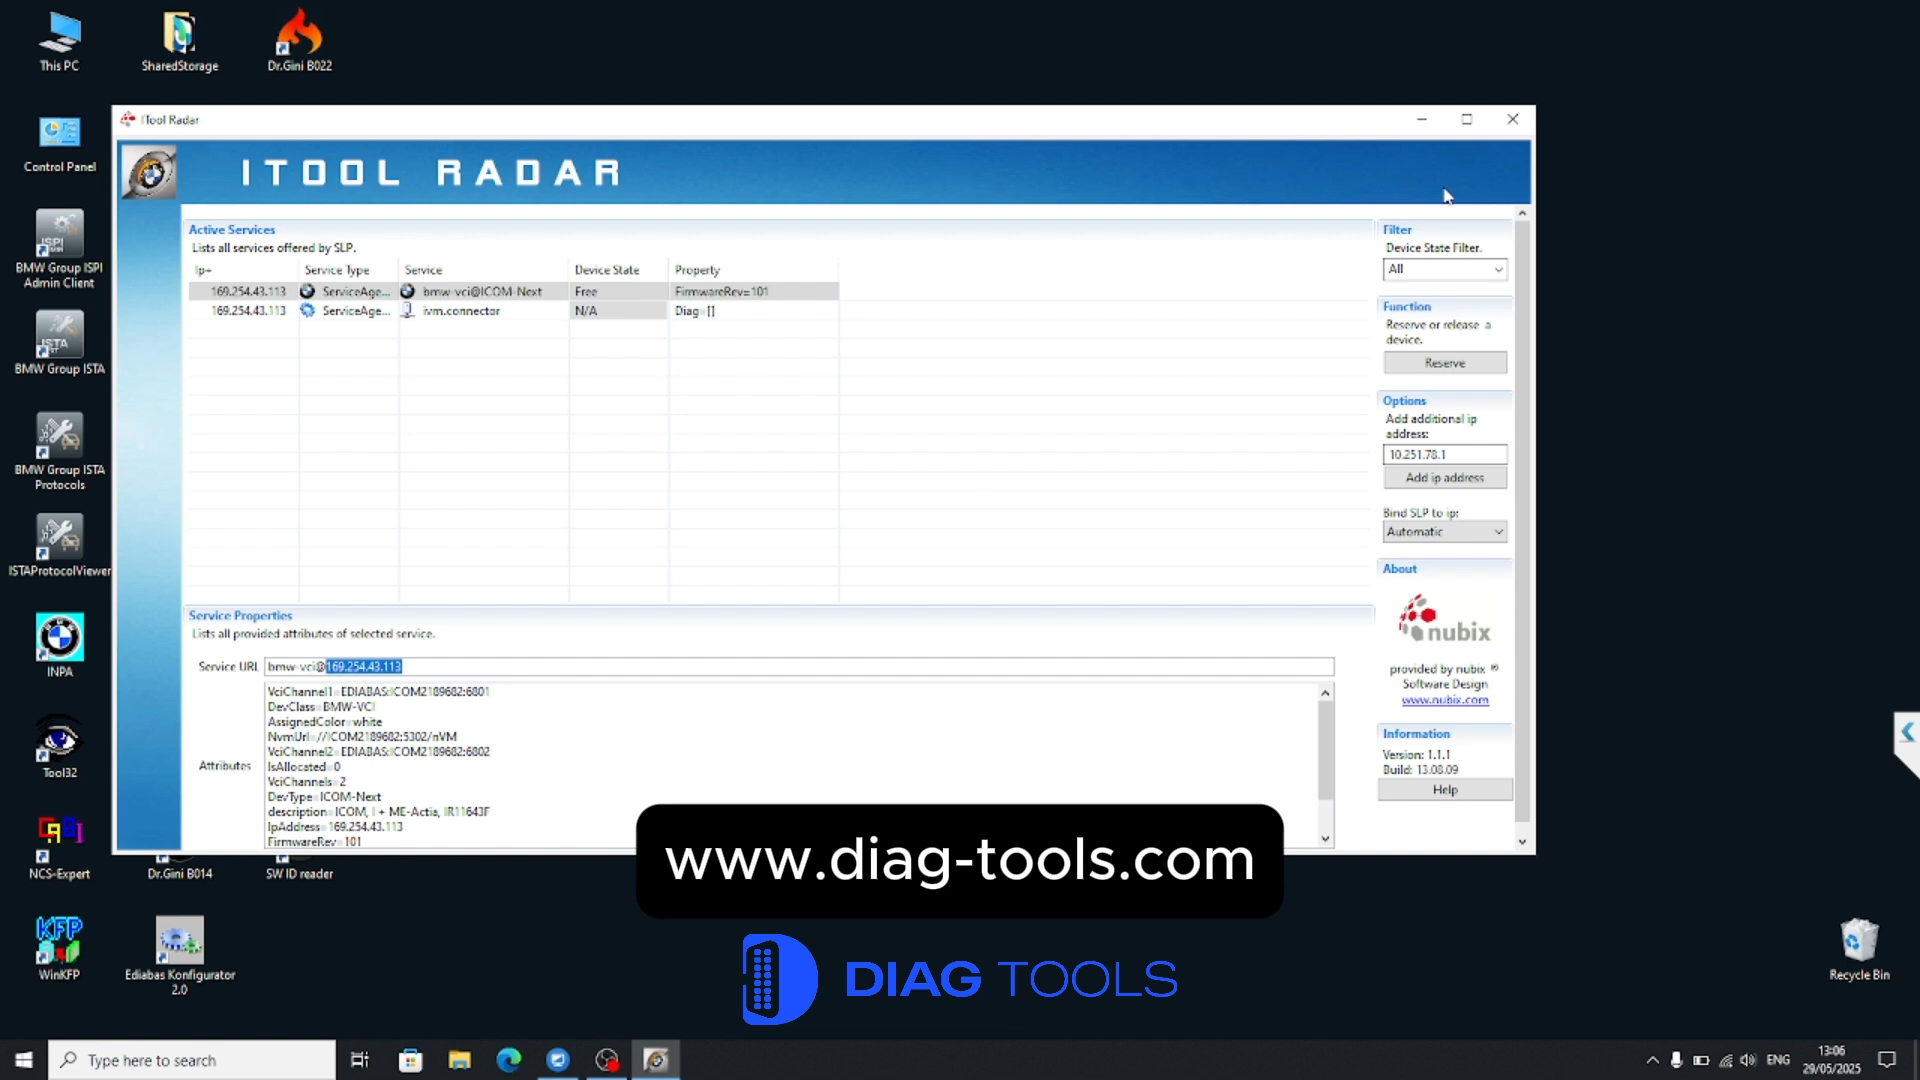 This PC
SharedStorage
Dr.Gini B022
Control Panel
BMW Group ISPI
Admin Client
BMW Group ISTA
BMW Group ISTA
Protocols
ISTAProtocolViewer
INPA
Tool32
NCS-Expert
Dr.Gini B014
SW ID reader
WinKFP
Ediabas Konfigurator
2.0
Recycle Bin
ITool Radar
ITOOL RADAR
Active Services
Lists all services offered by SLP.
Ip
Service Type
Service
Device State
Property
169.254.43.113 ServiceAge... bmw-vci@ICOM-Next Free FirmwareRev=101
169.254.43.113 ServiceAge... ivm.connector N/A Diag=[]
Service Properties
Lists all provided attributes of selected service.
Service URL bmw-vci@169.254.43.113
Attributes
VciChannel1=EDIABAS:ICOM2189682:6801
DevClass=BMW-VCI
AssignedColor=white
NvmUrl=//ICOM2189682:5302/nVM
VciChannel2=EDIABAS:ICOM2189682:6802
IsAllocated=0
VciChannels=2
DevType=ICOM-Next
description=ICOM, I + ME-Actia, IR11643F
IpAddress=169.254.43.113
FirmwareRev=101
Filter
Device State Filter.
All
Function
Reserve or release a
device.
Reserve
Options
Add additional ip
address:
10.251.78.1
Add ip address
Bind SLP to ip:
Automatic
About
nubix
provided by nubix ®
Software Design
www.nubix.com
Information
Version: 1.1.1
Build: 13.08.09
Help
www.diag-tools.com
DIAG TOOLS
Type here to search
ENG
13:06
29/05/2025